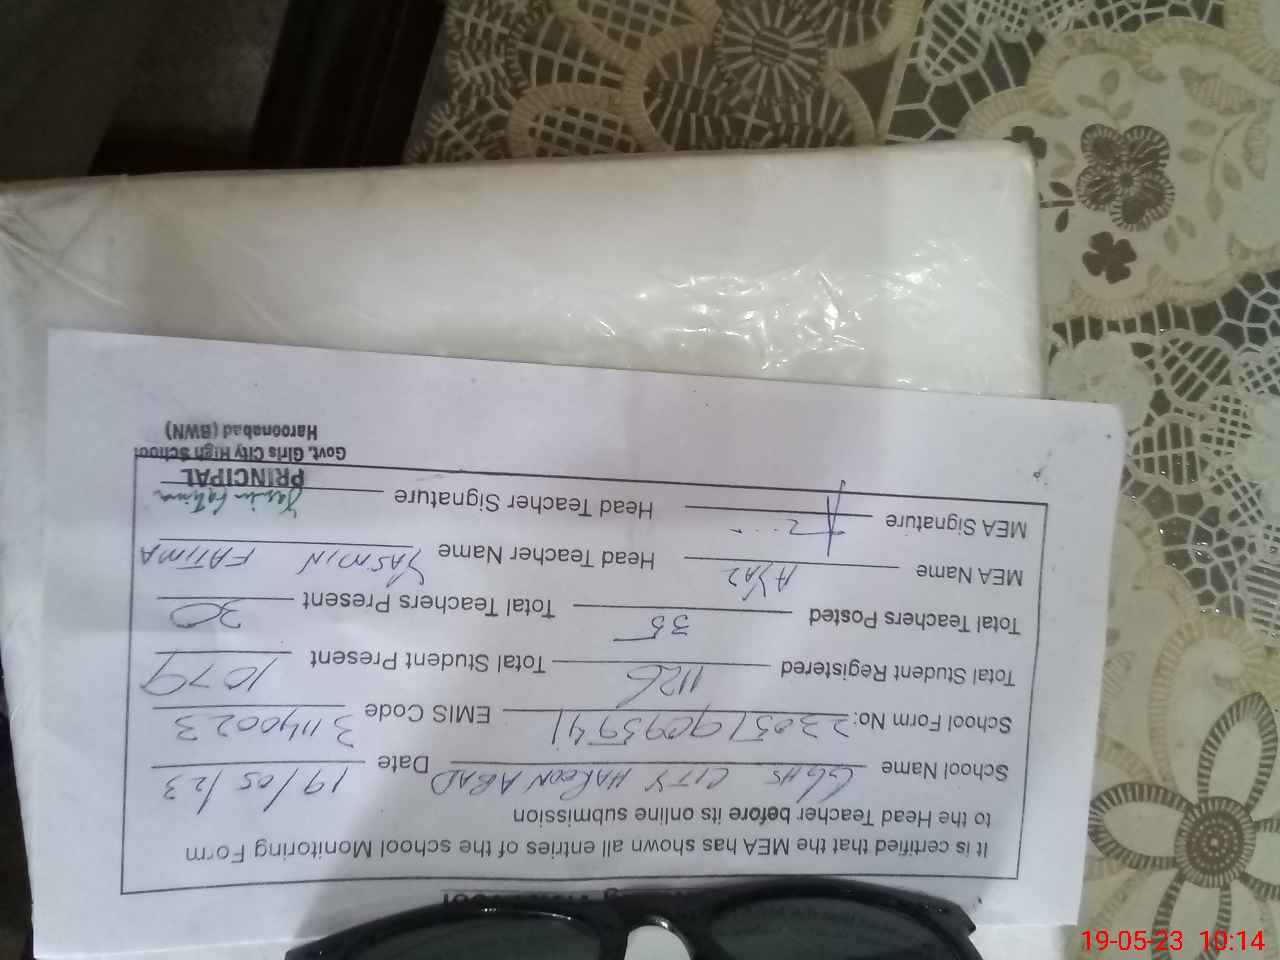 It is certified that the MEA has shown all entries of the school Monitoring Form
to the Head Teacher before its online submission
School Name GGHS CITY HAROON ABAD Date 19/05/23
School Form No: 23051909395941 EMIS Code 31140023
Total Student Registered 1126 Total Student Present 1079
Total Teachers Posted 35 Total Teachers Present 30
MEA Name AYAZ Head Teacher Name YASMIN FATIMA
MEA Signature Head Teacher Signature Yasmin Fatima
PRINCIPAL
Govt. Girls City High School
Haroonabad (BWN)
19-05-23 10:14